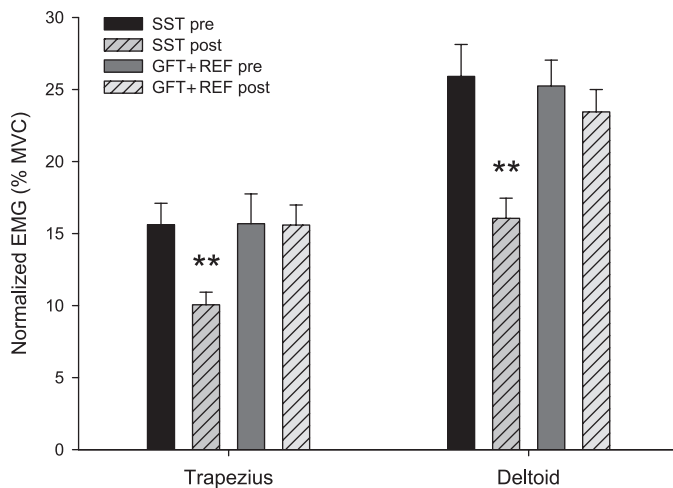 30
25
20
15
10
5
0
Normalized EMG (% MVC)
SST pre
SST post
GFT+REF pre
GFT+REF post
**
**
Trapezius
Deltoid